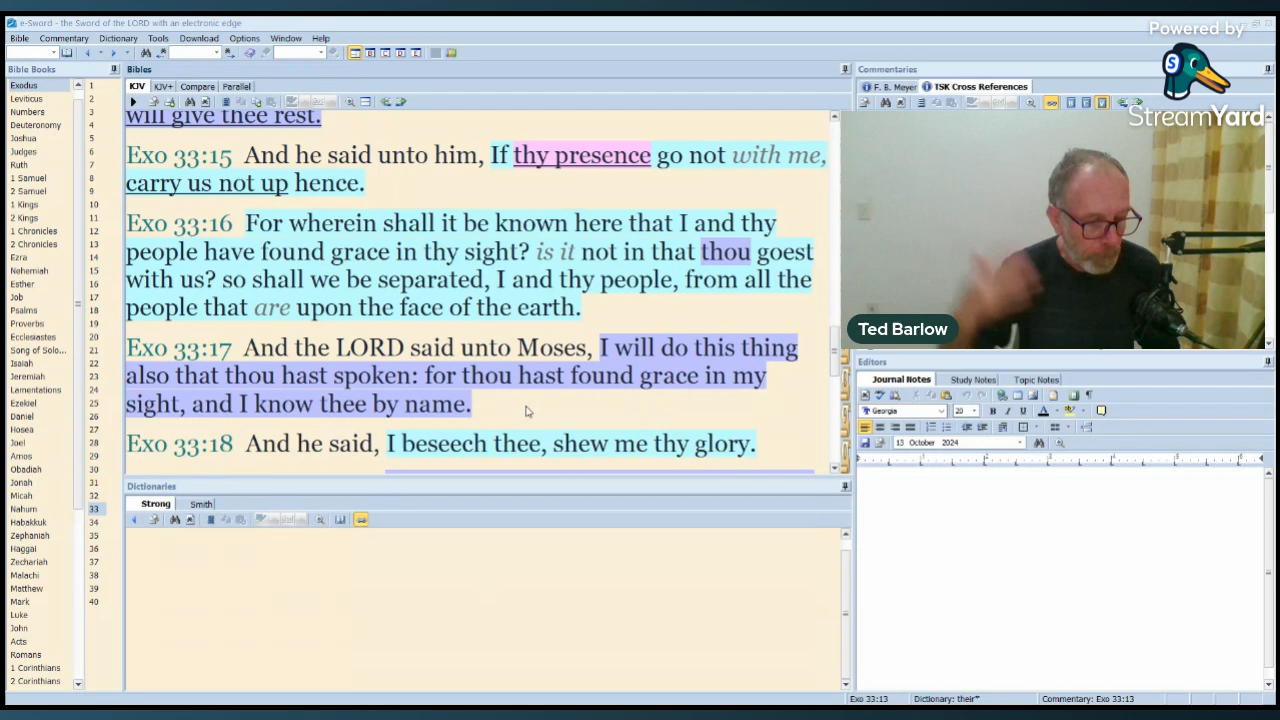 e-Sword - the Sword of the LORD with an electronic edge
Bible Commentary Dictionary Tools Download Options Window Help
Bible Books
Exodus
Leviticus
Numbers
Deuteronomy
Joshua
Judges
Ruth
1 Samuel
2 Samuel
1 Kings
2 Kings
1 Chronicles
2 Chronicles
Ezra
Nehemiah
Esther
Job
Psalms
Proverbs
Ecclesiastes
Song of Solo...
Isaiah
Jeremiah
Lamentations
Ezekiel
Daniel
Hosea
Joel
Amos
Obadiah
Jonah
Micah
Nahum
Habakkuk
Zephaniah
Haggai
Zechariah
Malachi
Matthew
Mark
Luke
John
Acts
Romans
1 Corinthians
2 Corinthians
1
2
3
4
5
6
7
8
9
10
11
12
13
14
15
16
17
18
19
20
21
22
23
24
25
26
27
28
29
30
31
32
33
34
35
36
37
38
39
40
Bibles
KJV KJV+ Compare Parallel
will give thee rest.
Exo 33:15 And he said unto him, If thy presence go not with me,
carry us not up hence.
Exo 33:16 For wherein shall it be known here that I and thy
people have found grace in thy sight? is it not in that thou goest
with us? so shall we be separated, I and thy people, from all the
people that are upon the face of the earth.
Exo 33:17 And the LORD said unto Moses, I will do this thing
also that thou hast spoken: for thou hast found grace in my
sight, and I know thee by name.
Exo 33:18 And he said, I beseech thee, shew me thy glory.
Dictionaries
Strong Smith
Commentaries
F. B. Meyer TSK Cross References
Powered by
S
StreamYard
Ted Barlow
Editors
Journal Notes Study Notes Topic Notes
Georgia 20 B I U A
13 October 2024
Exo 33:13 Dictionary: their" Commentary: Exo 33:13